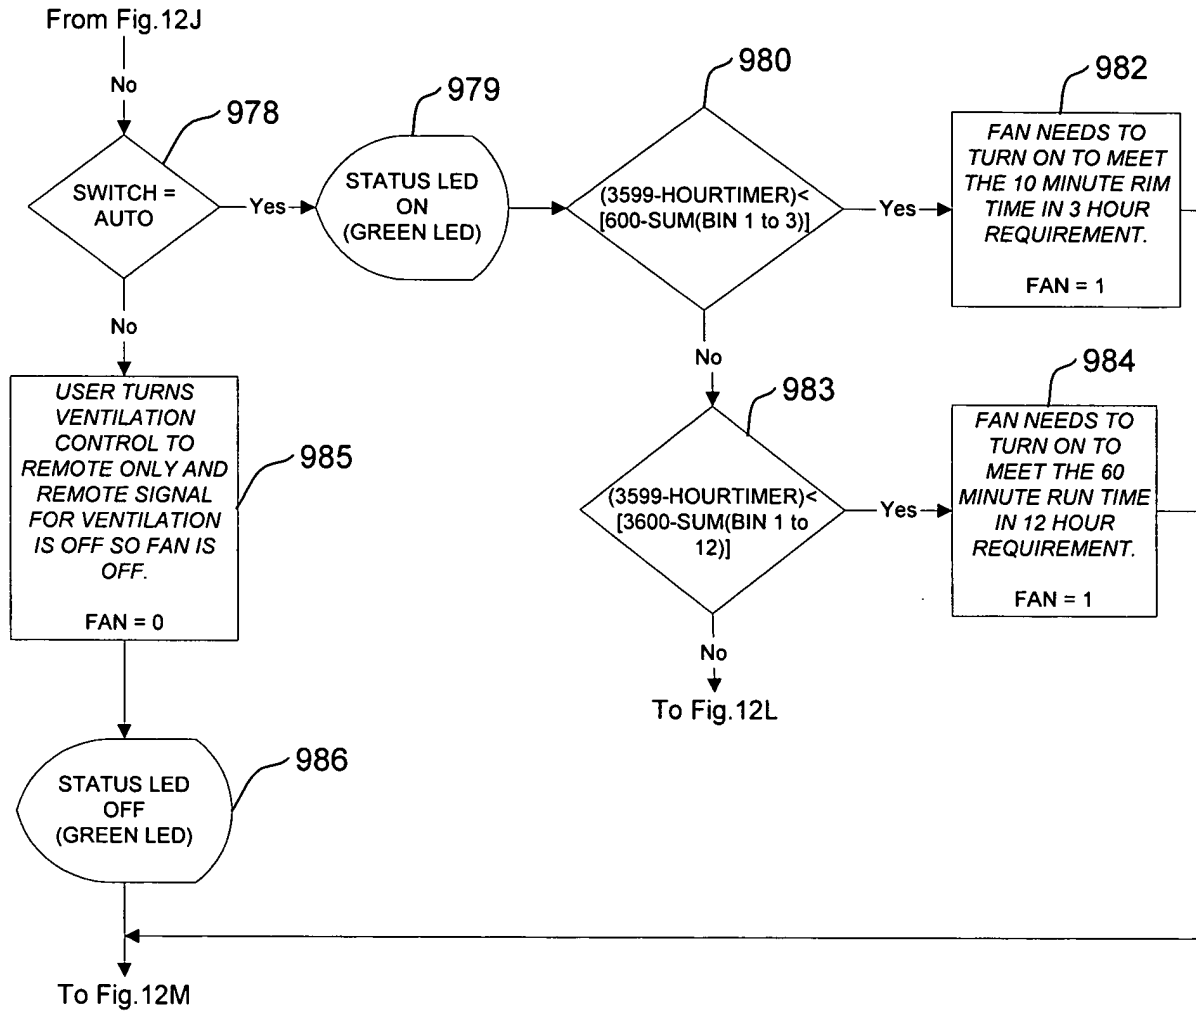 From Fig.12J
No
978
SWITCH =
AUTO
Yes
979
STATUS LED
ON
(GREEN LED)
980
(3599-HOURTIMER)<
[600-SUM(BIN 1 to 3)]
Yes
982
FAN NEEDS TO
TURN ON TO MEET
THE 10 MINUTE RIM
TIME IN 3 HOUR
REQUIREMENT.
FAN = 1
No
No
983
(3599-HOURTIMER)<
[3600-SUM(BIN 1 to
12)]
Yes
984
FAN NEEDS TO
TURN ON TO
MEET THE 60
MINUTE RUN TIME
IN 12 HOUR
REQUIREMENT.
FAN = 1
USER TURNS
VENTILATION
CONTROL TO
REMOTE ONLY AND
REMOTE SIGNAL
FOR VENTILATION
IS OFF SO FAN IS
OFF.
FAN = 0
985
No
To Fig.12L
986
STATUS LED
OFF
(GREEN LED)
To Fig.12M